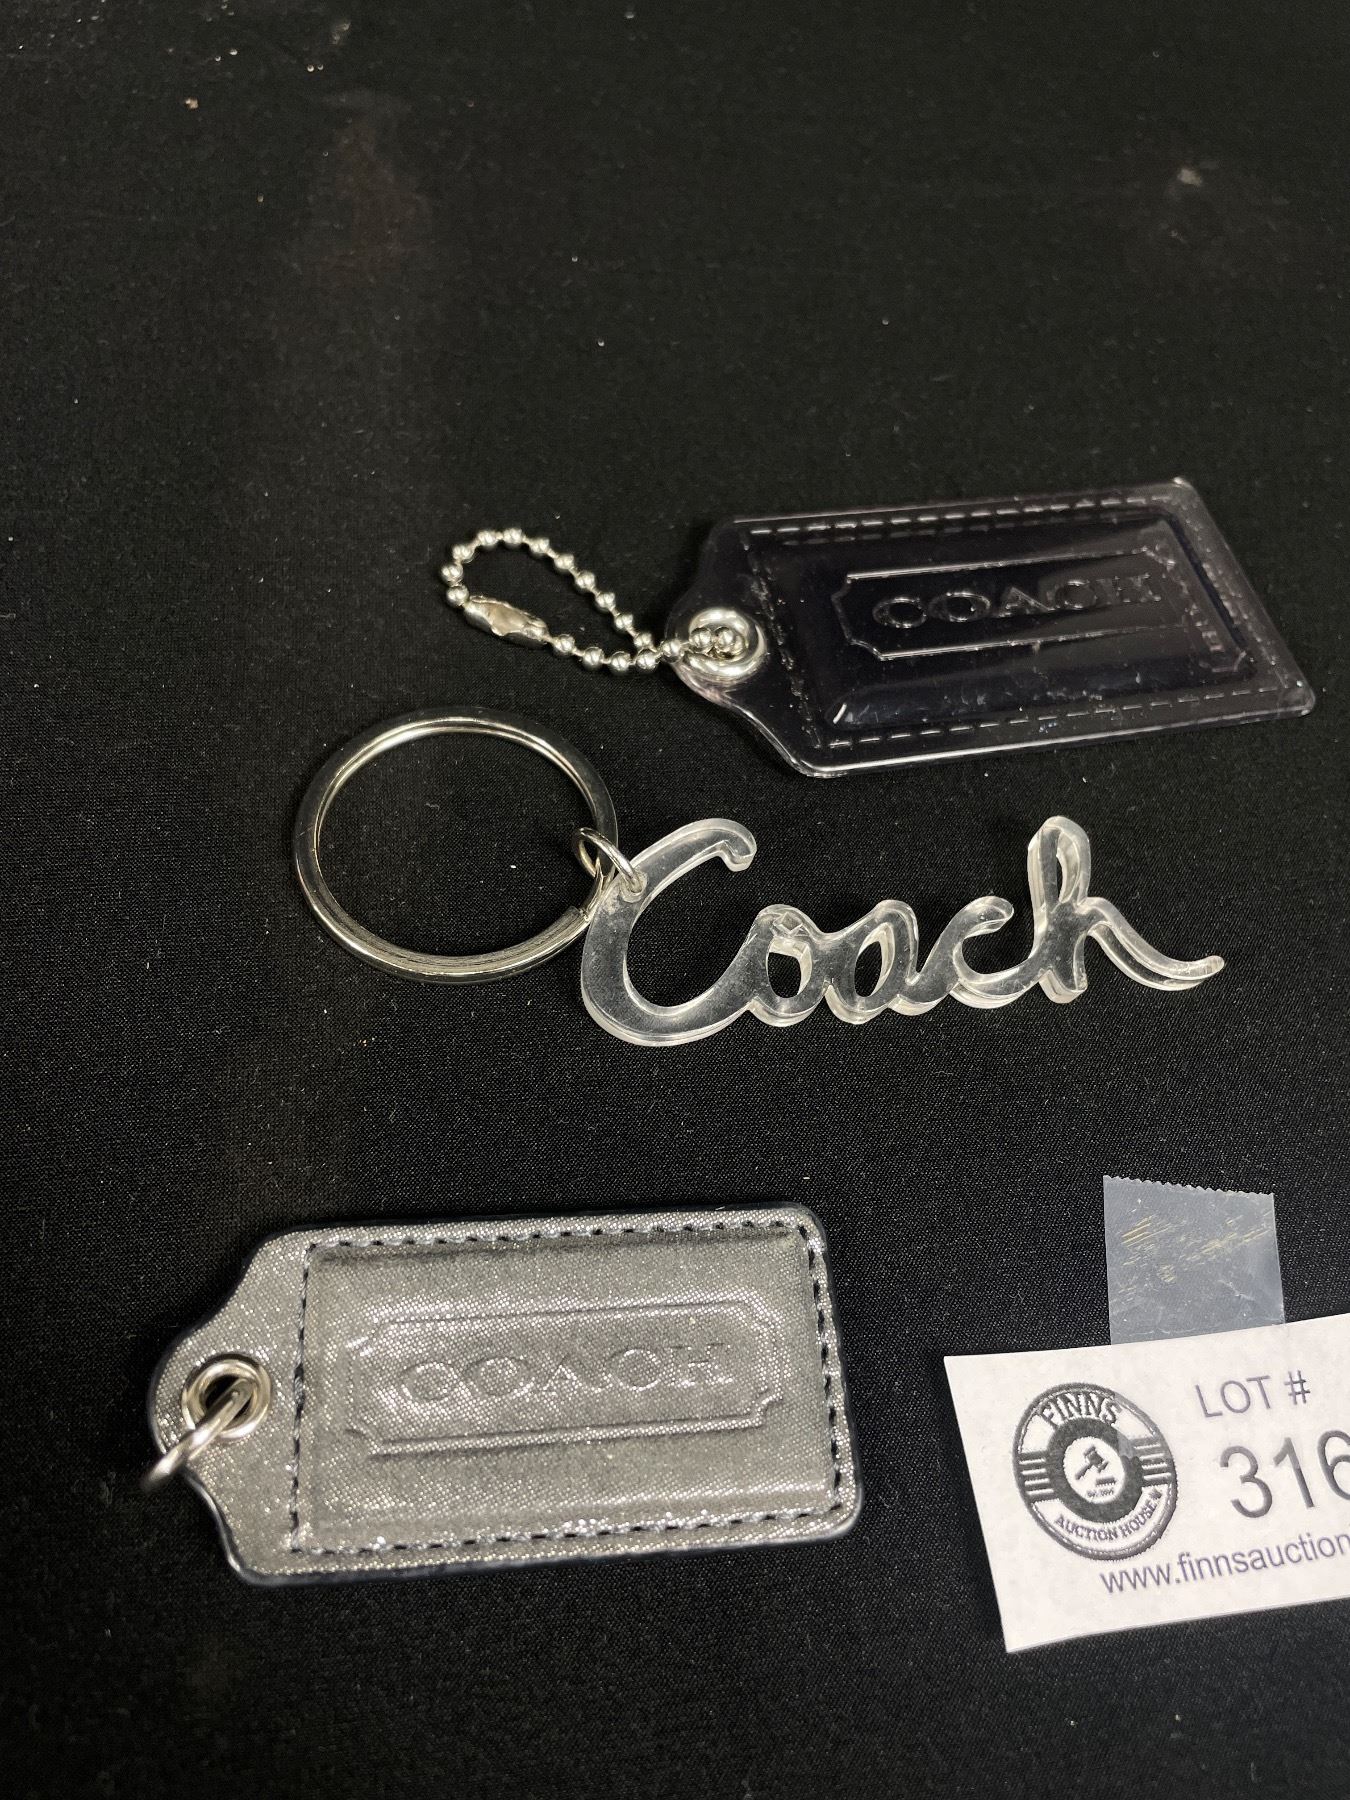 COACH
Coach
COACH
FINNS
AUCTION HOUSE
LOT #
316
www.finnsauction